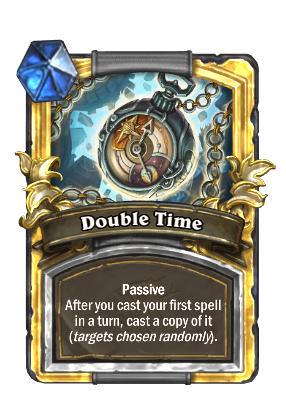 Double Time
Passive
After you cast your first spell
in a turn, cast a copy of it
(targets chosen randomly).